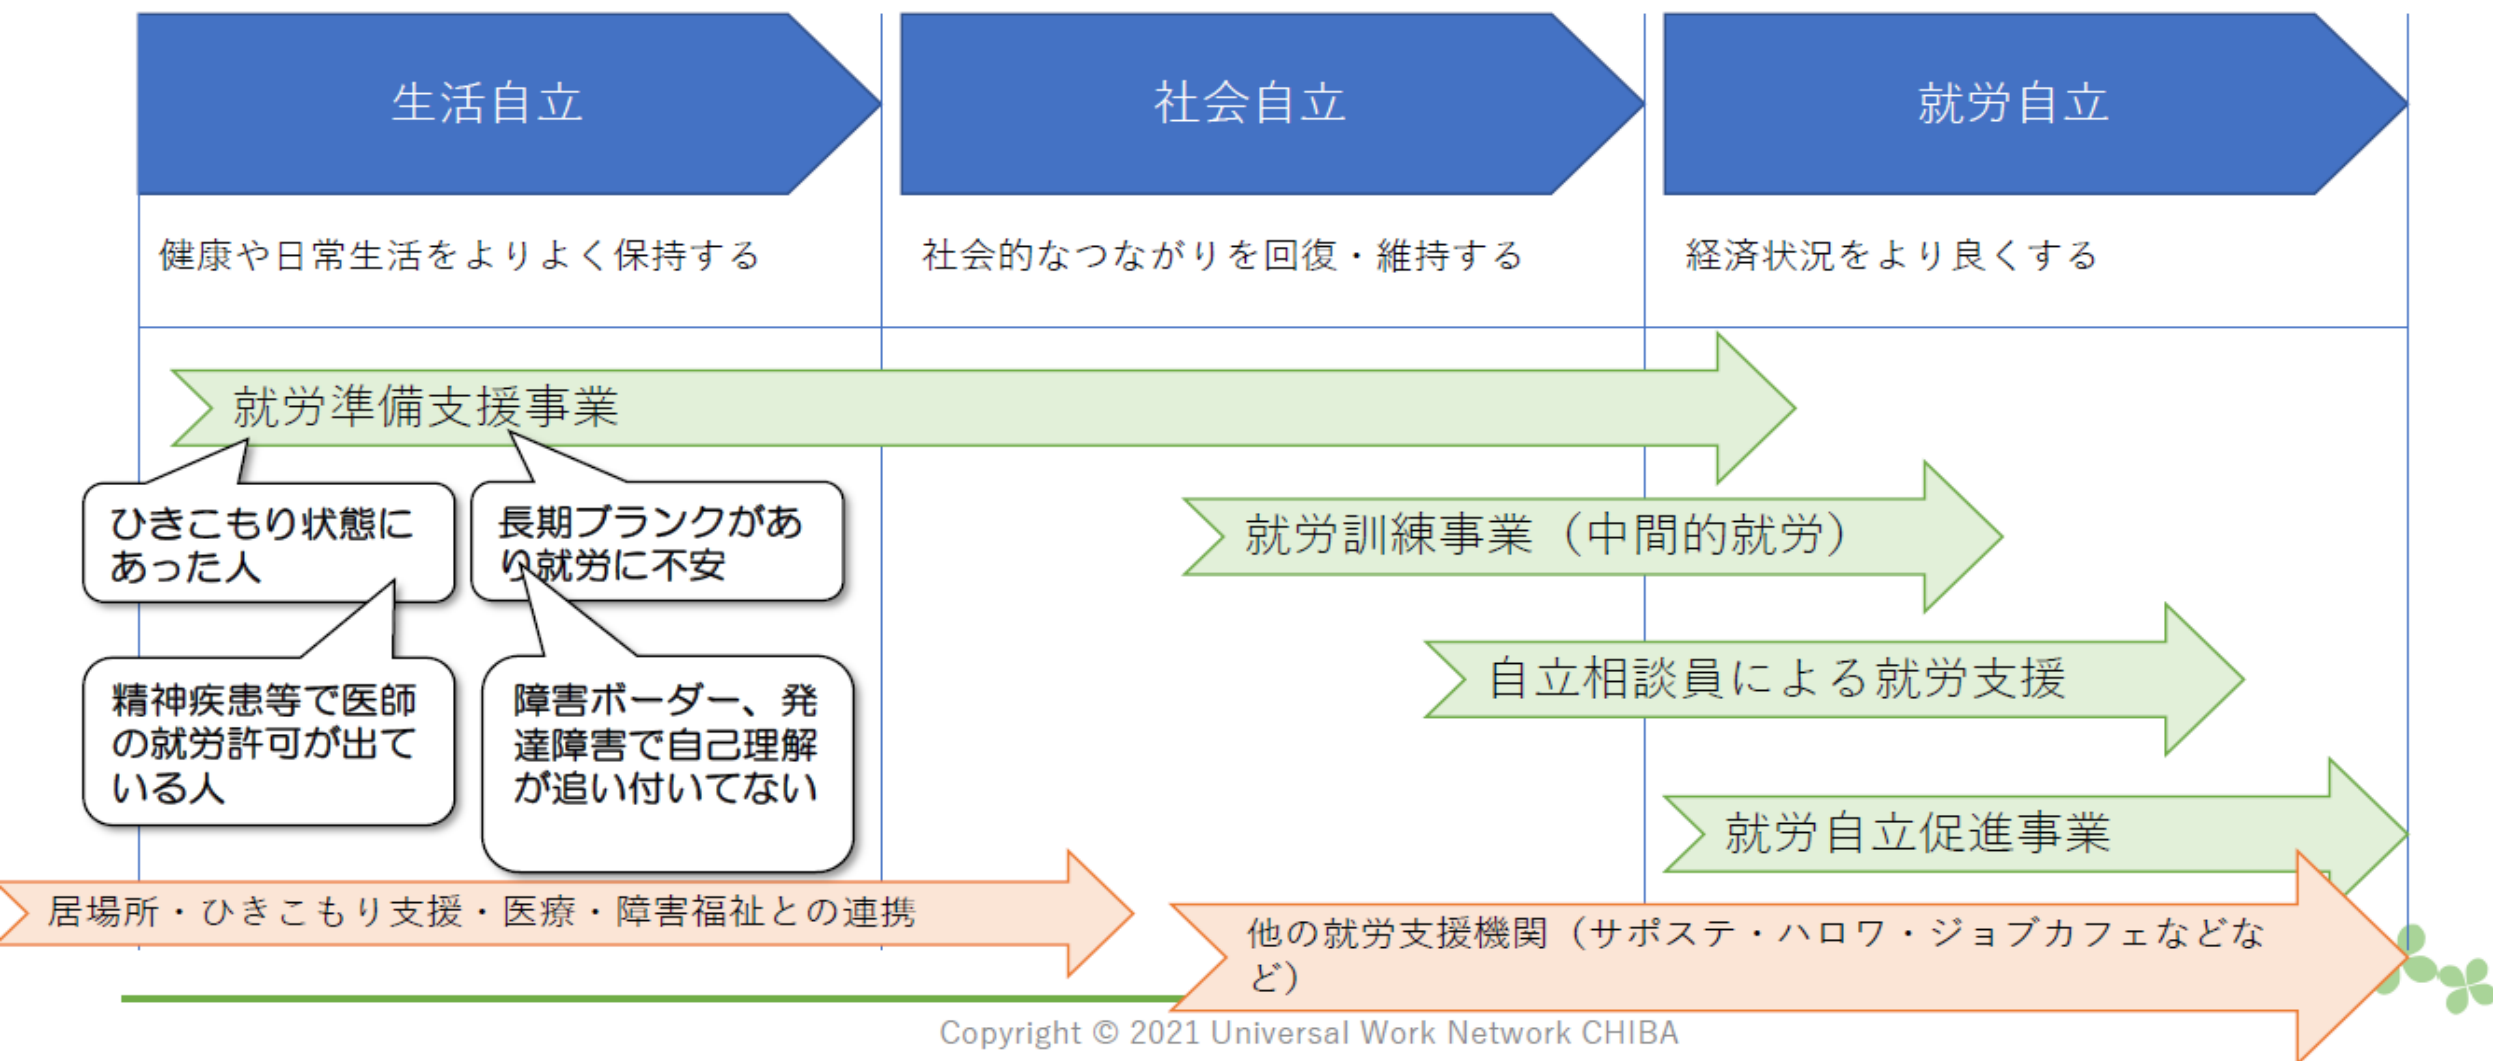 生活自立
社会自立
就労自立
健康や日常生活をよりよく保持する
社会的なつながりを回復・維持する
経済状況をより良くする
就労準備支援事業
ひきこもり状態に
あった人
長期ブランクがあ
り就労に不安
就労訓練事業（中間的就労）
自立相談員による就労支援
精神疾患等で医師
の就労許可が出て
いる人
障害ボーダー、発
達障害で自己理解
が追い付いてない
就労自立促進事業
居場所・ひきこもり支援・医療・障害福祉との連携
他の就労支援機関（サポステ・ハロワ・ジョブカフェなどな
ど）
Copyright © 2021 Universal Work Network CHIBA